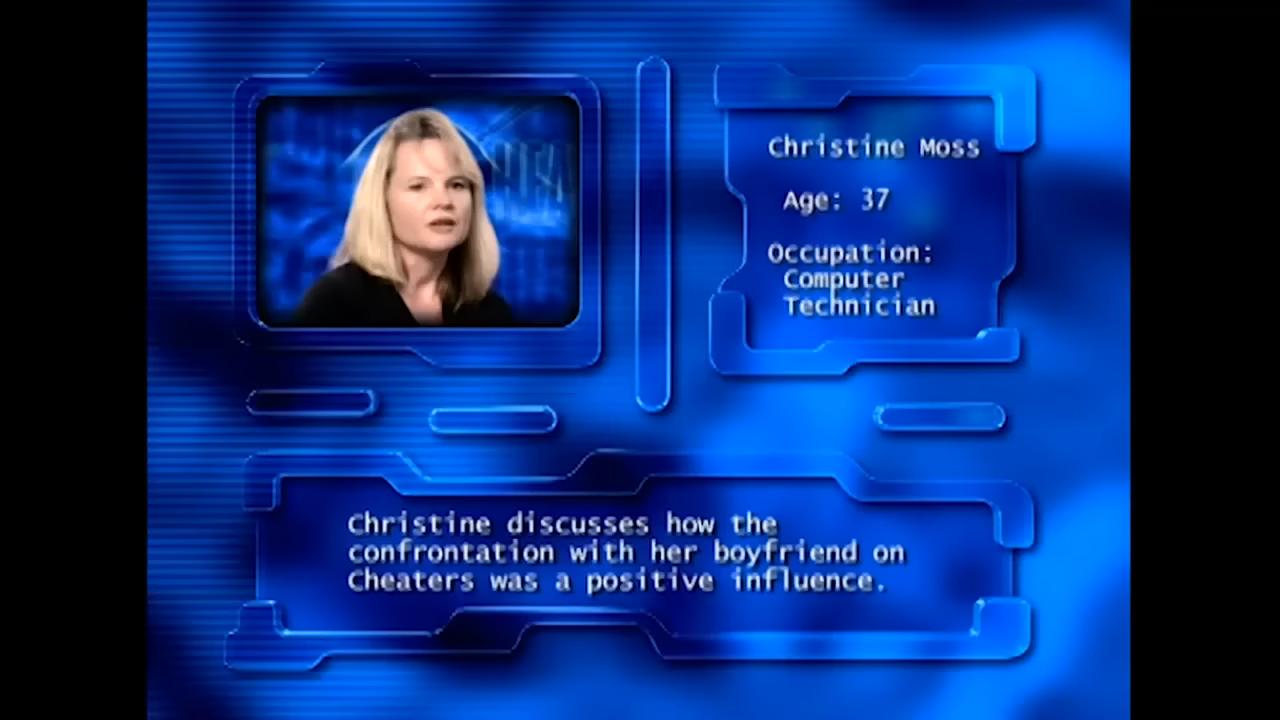 Christine Moss
Age: 37
Occupation:
Computer
Technician
Christine discusses how the
confrontation with her boyfriend on
Cheaters was a positive influence.